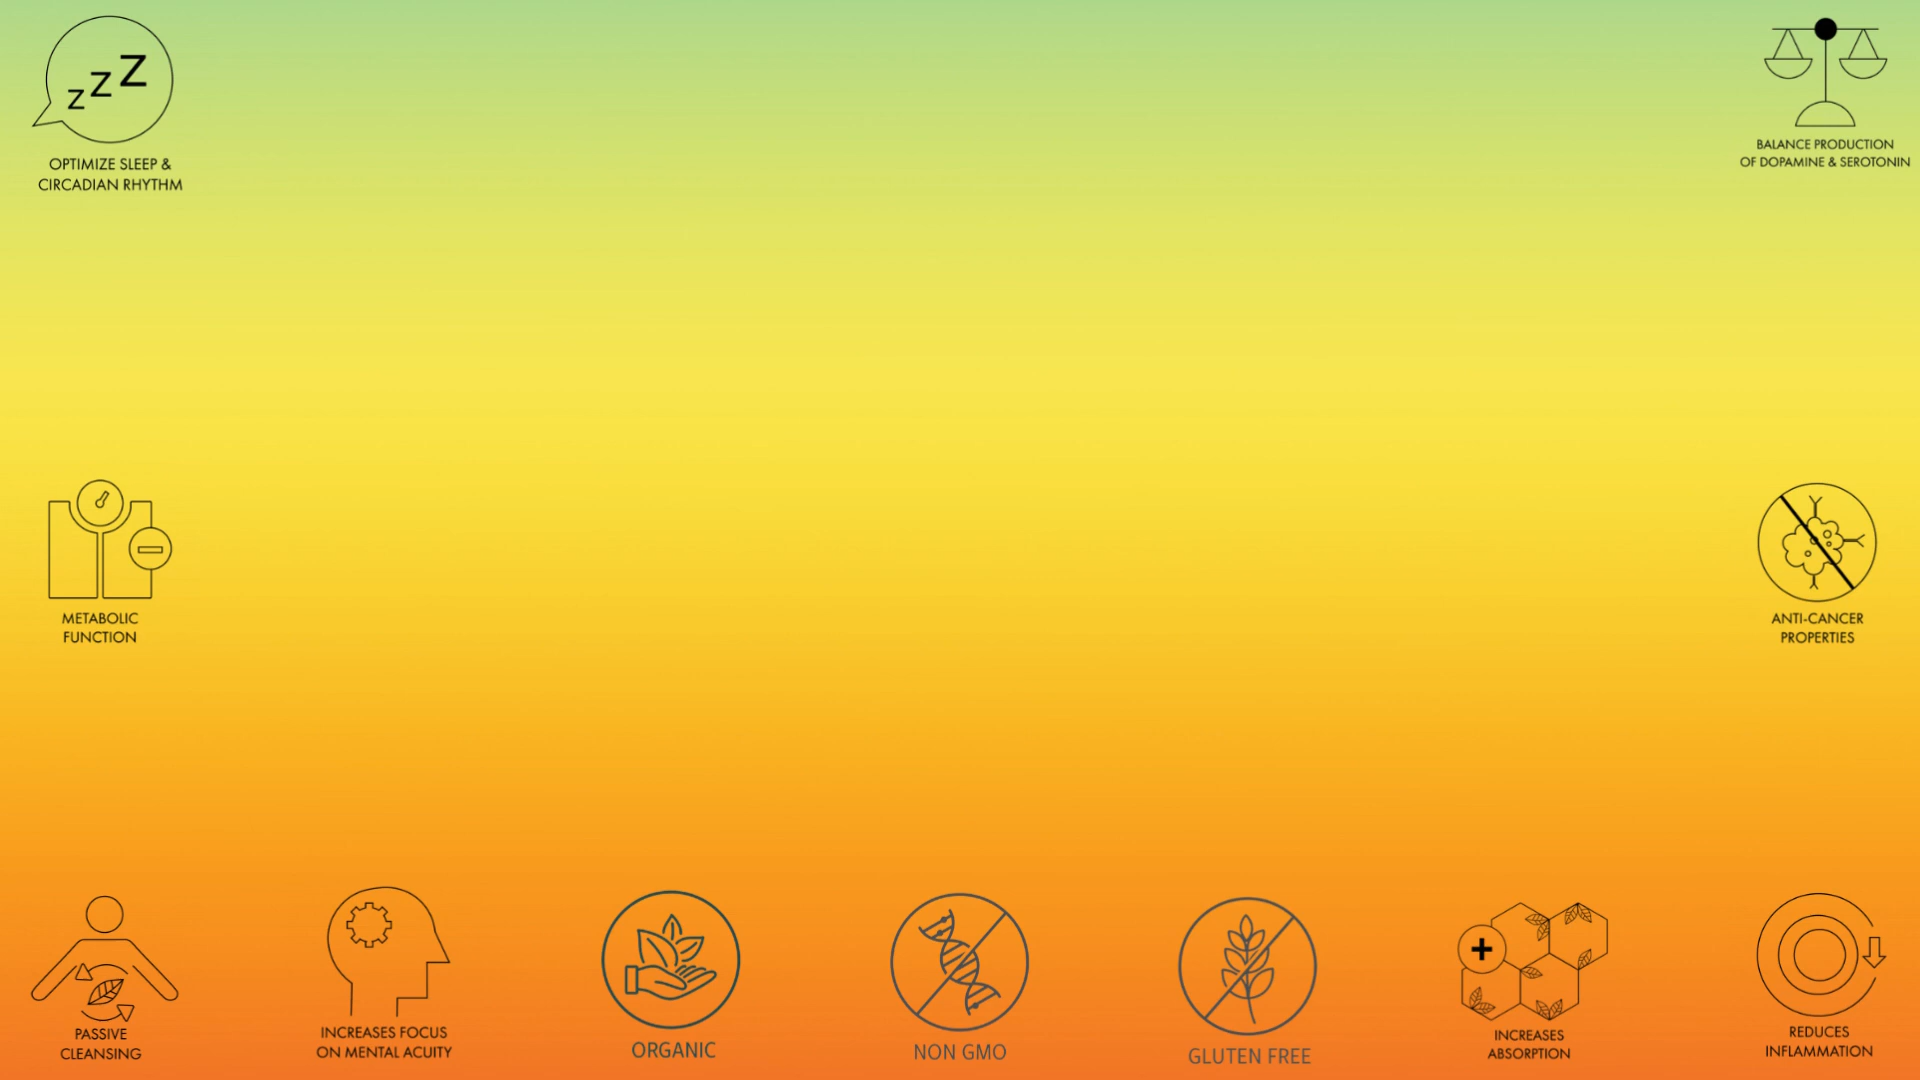 zzZ
OPTIMIZE SLEEP &
CIRCADIAN RHYTHM
BALANCE PRODUCTION
OF DOPAMINE & SEROTONIN
METABOLIC
FUNCTION
ANTI-CANCER
PROPERTIES
PASSIVE
CLEANSING
INCREASES FOCUS
ON MENTAL ACUITY
ORGANIC
NON GMO
GLUTEN FREE
INCREASES
ABSORPTION
REDUCES
INFLAMMATION